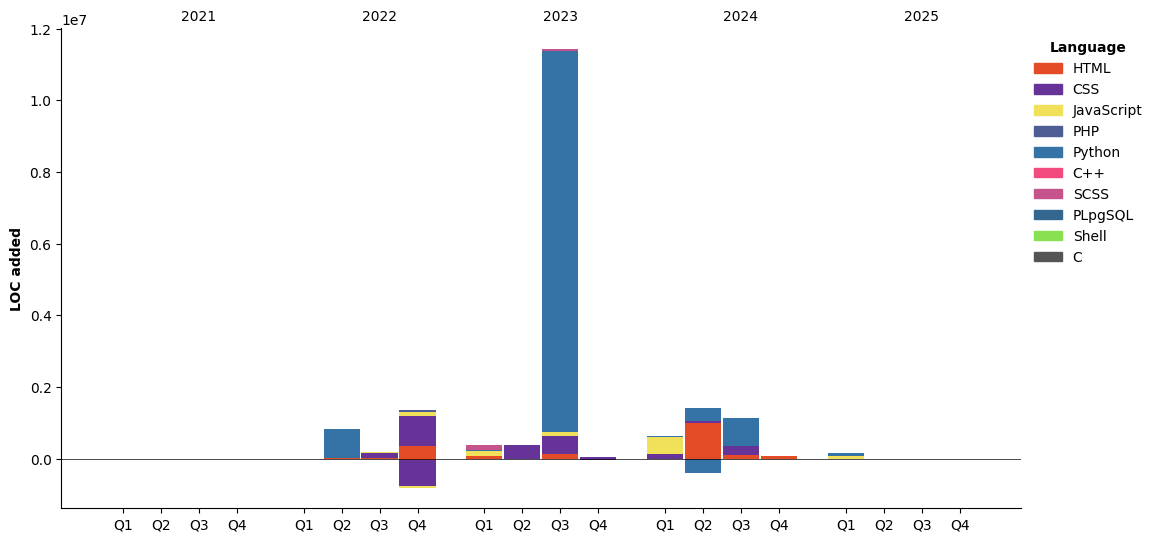 2021 2022 2023 2024 2025
1e7
1.2
1.0
0.8
0.6
0.4
0.2
0.0
LOC added
Q1 Q2 Q3 Q4 Q1 Q2 Q3 Q4 Q1 Q2 Q3 Q4 Q1 Q2 Q3 Q4 Q1 Q2 Q3 Q4
Language
HTML
CSS
JavaScript
PHP
Python
C++
SCSS
PLpgSQL
Shell
C